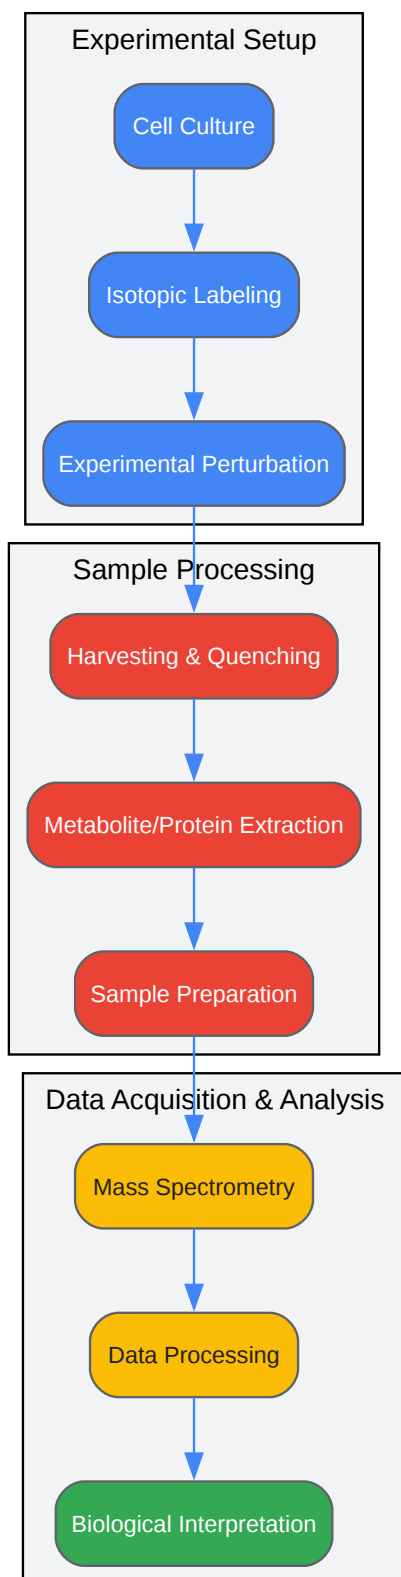 Experimental Setup
Cell Culture
Isotopic Labeling
Experimental Perturbation
Sample Processing
Harvesting & Quenching
Metabolite/Protein Extraction
Sample Preparation
Data Acquisition & Analysis
Mass Spectrometry
Data Processing
Biological Interpretation